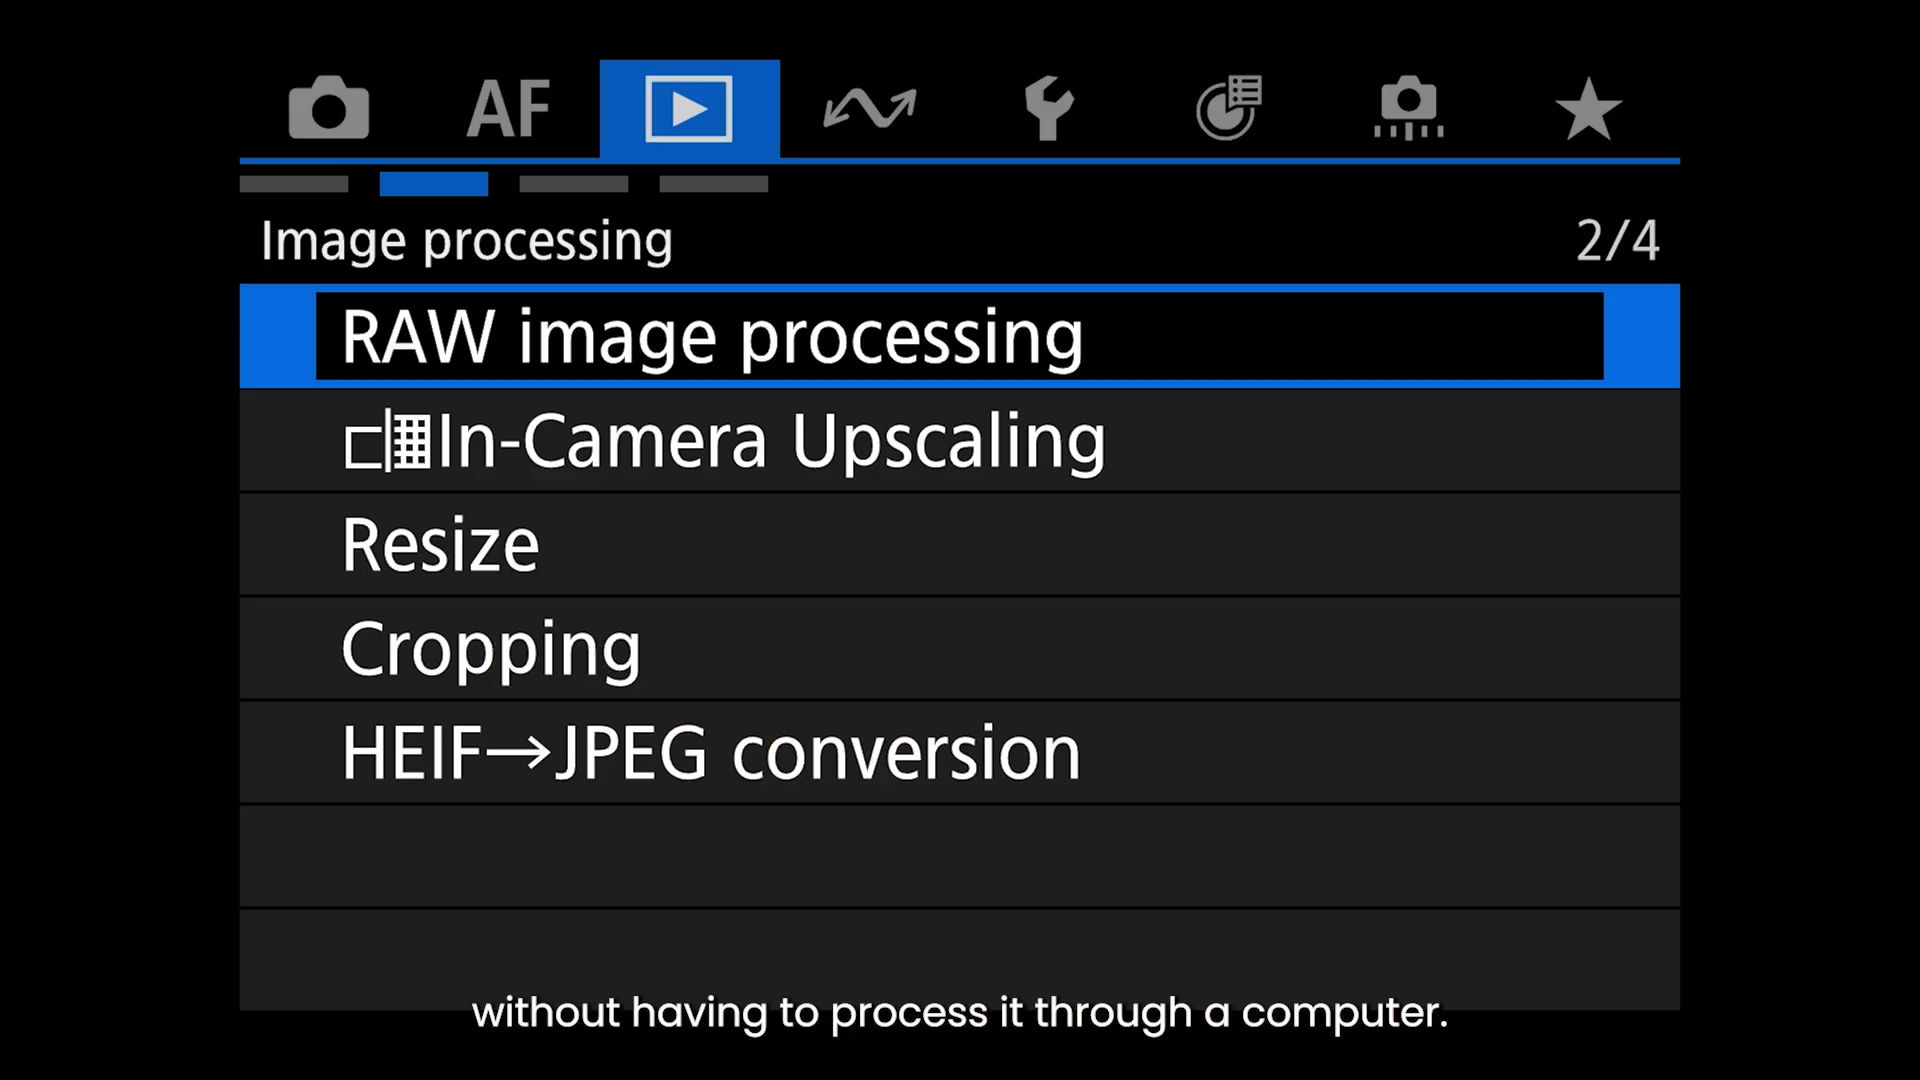 AF
Image processing 2/4
RAW image processing
In-Camera Upscaling
Resize
Cropping
HEIF→JPEG conversion
without having to process it through a computer.